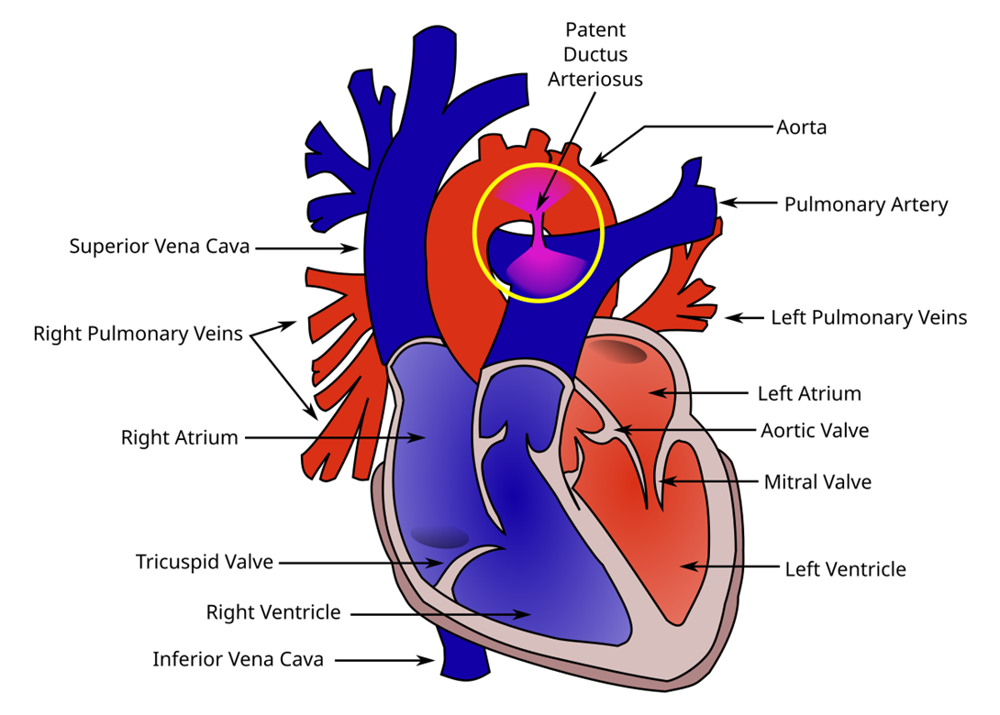 Patent
Ductus
Arteriosus
Aorta
Pulmonary Artery
Superior Vena Cava
Left Pulmonary Veins
Right Pulmonary Veins
Left Atrium
Aortic Valve
Right Atrium
Mitral Valve
Tricuspid Valve
Left Ventricle
Right Ventricle
Inferior Vena Cava